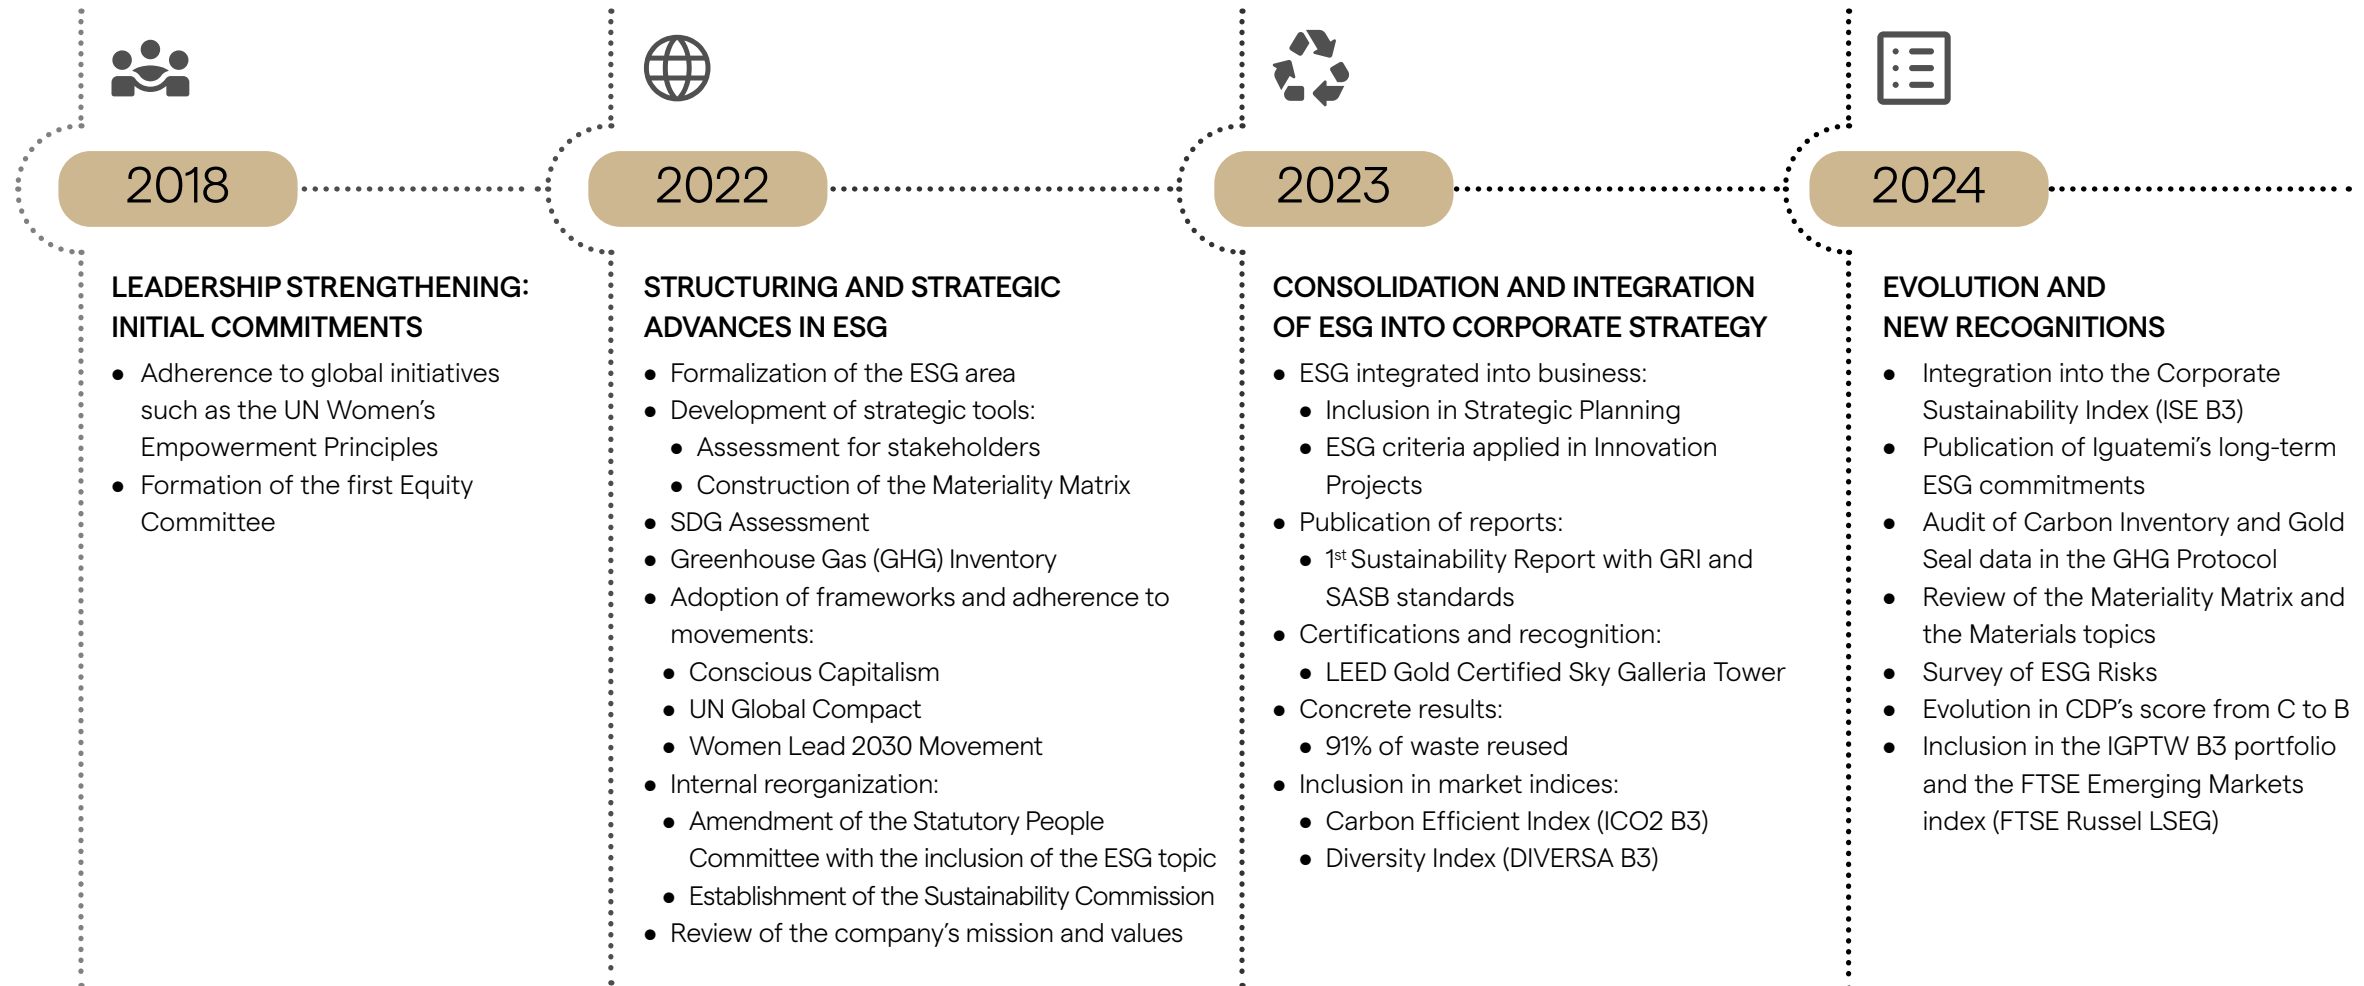 2018
LEADERSHIP STRENGTHENING:
INITIAL COMMITMENTS
• Adherence to global initiatives
such as the UN Women’s
Empowerment Principles
• Formation of the first Equity
Committee
2022
STRUCTURING AND STRATEGIC
ADVANCES IN ESG
• Formalization of the ESG area
• Development of strategic tools:
• Assessment for stakeholders
• Construction of the Materiality Matrix
• SDG Assessment
• Greenhouse Gas (GHG) Inventory
• Adoption of frameworks and adherence to
movements:
• Conscious Capitalism
• UN Global Compact
• Women Lead 2030 Movement
• Internal reorganization:
• Amendment of the Statutory People
Committee with the inclusion of the ESG topic
• Establishment of the Sustainability Commission
• Review of the company’s mission and values
2023
CONSOLIDATION AND INTEGRATION
OF ESG INTO CORPORATE STRATEGY
• ESG integrated into business:
• Inclusion in Strategic Planning
• ESG criteria applied in Innovation
Projects
• Publication of reports:
• 1st Sustainability Report with GRI and
SASB standards
• Certifications and recognition:
• LEED Gold Certified Sky Galleria Tower
• Concrete results:
• 91% of waste reused
• Inclusion in market indices:
• Carbon Efficient Index (ICO2 B3)
• Diversity Index (DIVERSA B3)
2024
EVOLUTION AND
NEW RECOGNITIONS
• Integration into the Corporate
Sustainability Index (ISE B3)
• Publication of Iguatemi’s long-term
ESG commitments
• Audit of Carbon Inventory and Gold
Seal data in the GHG Protocol
• Review of the Materiality Matrix and
the Materials topics
• Survey of ESG Risks
• Evolution in CDP’s score from C to B
• Inclusion in the IGPTW B3 portfolio
and the FTSE Emerging Markets
index (FTSE Russel LSEG)